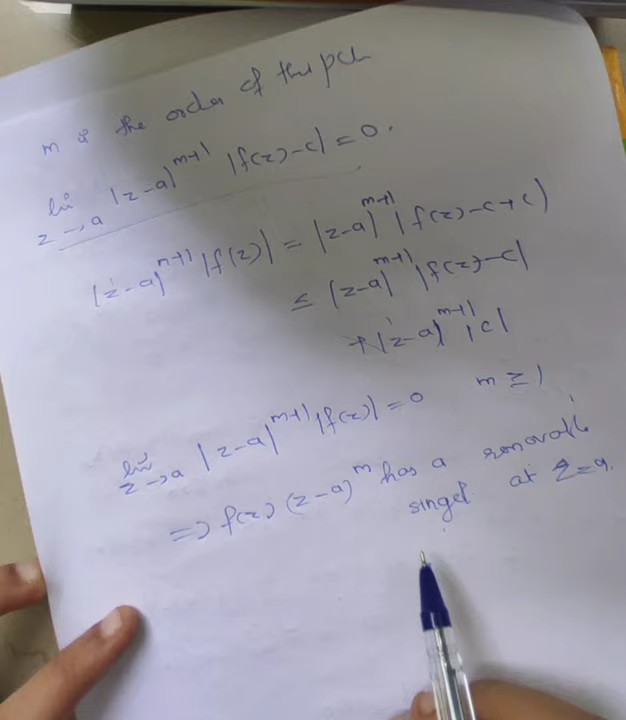 m is the order of the pole
lim z→a |z-a|^{m+1} |f(z)-c| = 0.
|z-a|^{m+1} |f(z)| = |z-a|^{m+1} |f(z)-c+c|
≤ |z-a|^{m+1} |f(z)-c|
+ |z-a|^{m+1} |c|
lim z→a |z-a|^{m+1} |f(z)| = 0 m ≥ 1
⇒ f(z) (z-a)^m has a removable
singul at z=a.